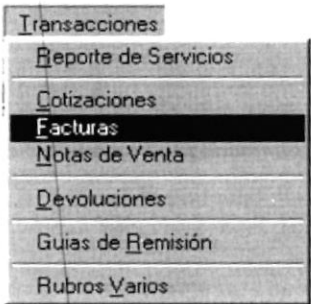 Transacciones
Reporte de Servicios
Cotizaciones
Facturas
Notas de Venta
Devoluciones
Guias de Remisión
Rubros Varios